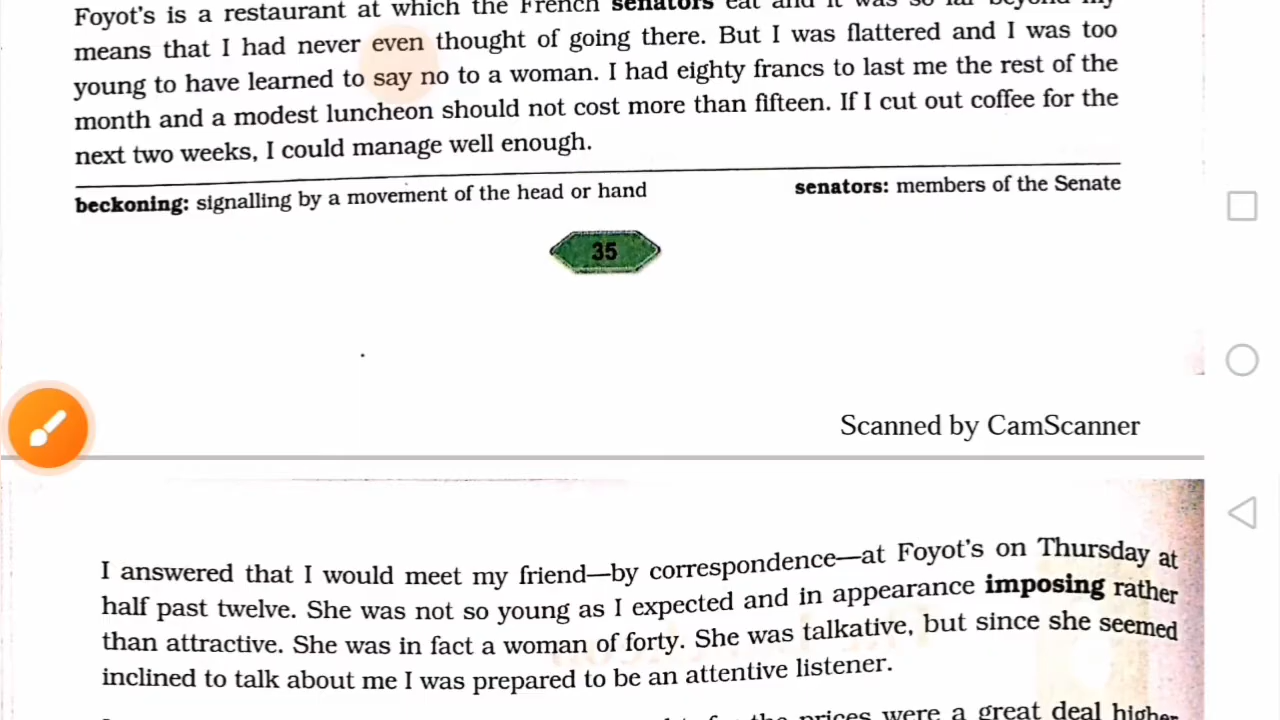 Foyot's is a restaurant at which the French senators eat and it was so far beyond my
means that I had never even thought of going there. But I was flattered and I was too
young to have learned to say no to a woman. I had eighty francs to last me the rest of the
month and a modest luncheon should not cost more than fifteen. If I cut out coffee for the
next two weeks, I could manage well enough.
beckoning: signalling by a movement of the head or hand senators: members of the Senate
35
Scanned by CamScanner
I answered that I would meet my friend—by correspondence—at Foyot's on Thursday at
half past twelve. She was not so young as I expected and in appearance imposing rather
than attractive. She was in fact a woman of forty. She was talkative, but since she seemed
inclined to talk about me I was prepared to be an attentive listener.
prices were a great deal higher